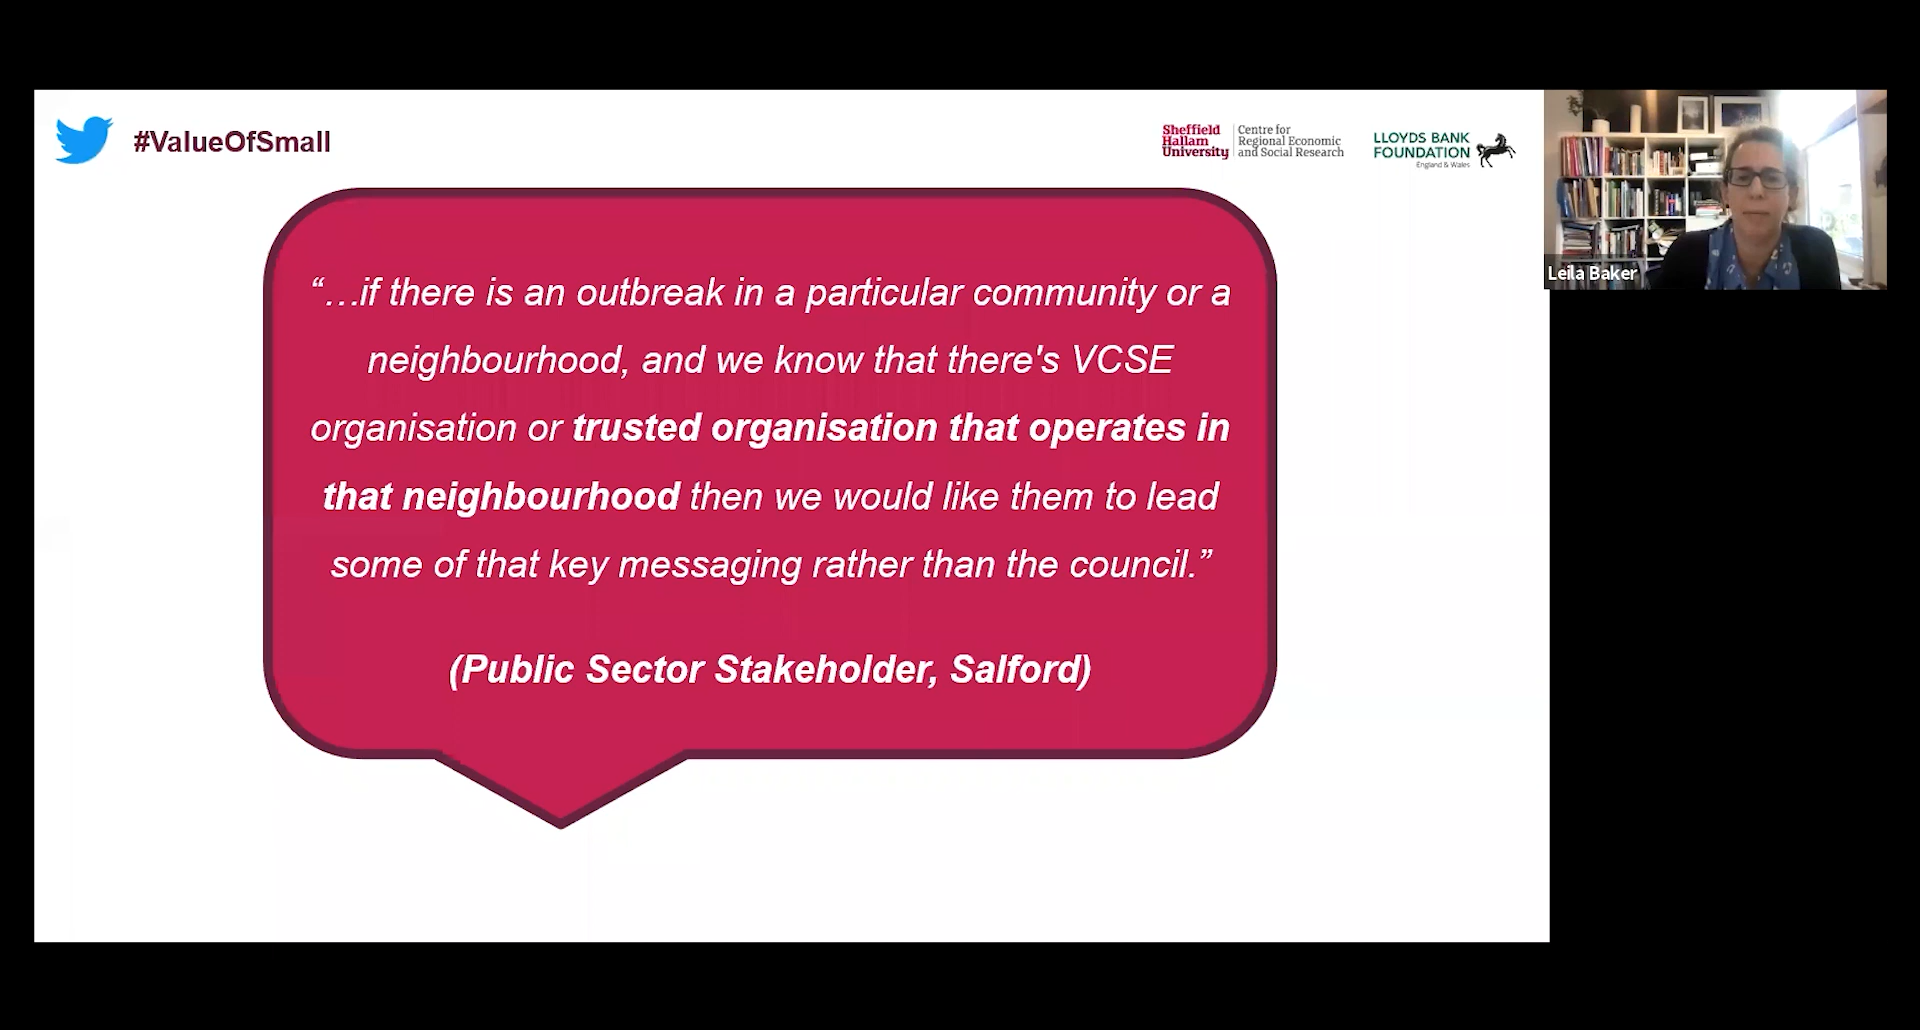 #ValueOfSmall
Sheffield
Hallam
University
Centre for
Regional Economic
and Social Research
LLOYDS BANK
FOUNDATION
England & Wales
“…if there is an outbreak in a particular community or a
neighbourhood, and we know that there's VCSE
organisation or trusted organisation that operates in
that neighbourhood then we would like them to lead
some of that key messaging rather than the council.”
(Public Sector Stakeholder, Salford)
Leila Baker